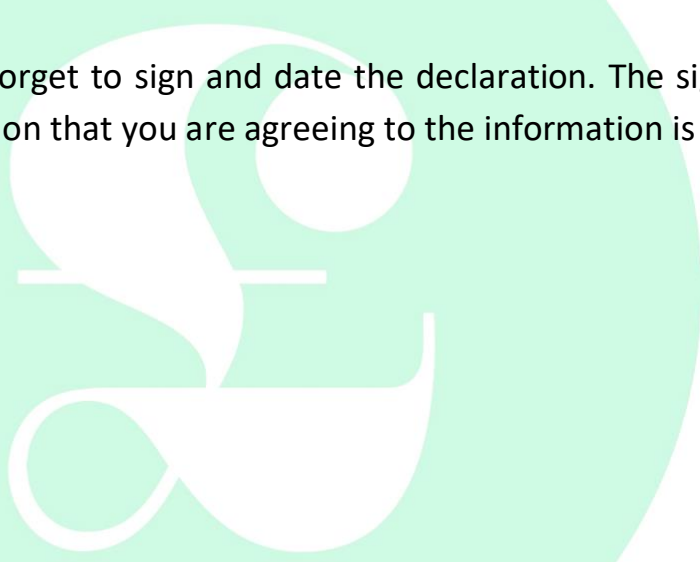 orget to sign and date the declaration. The si
on that you are agreeing to the information is